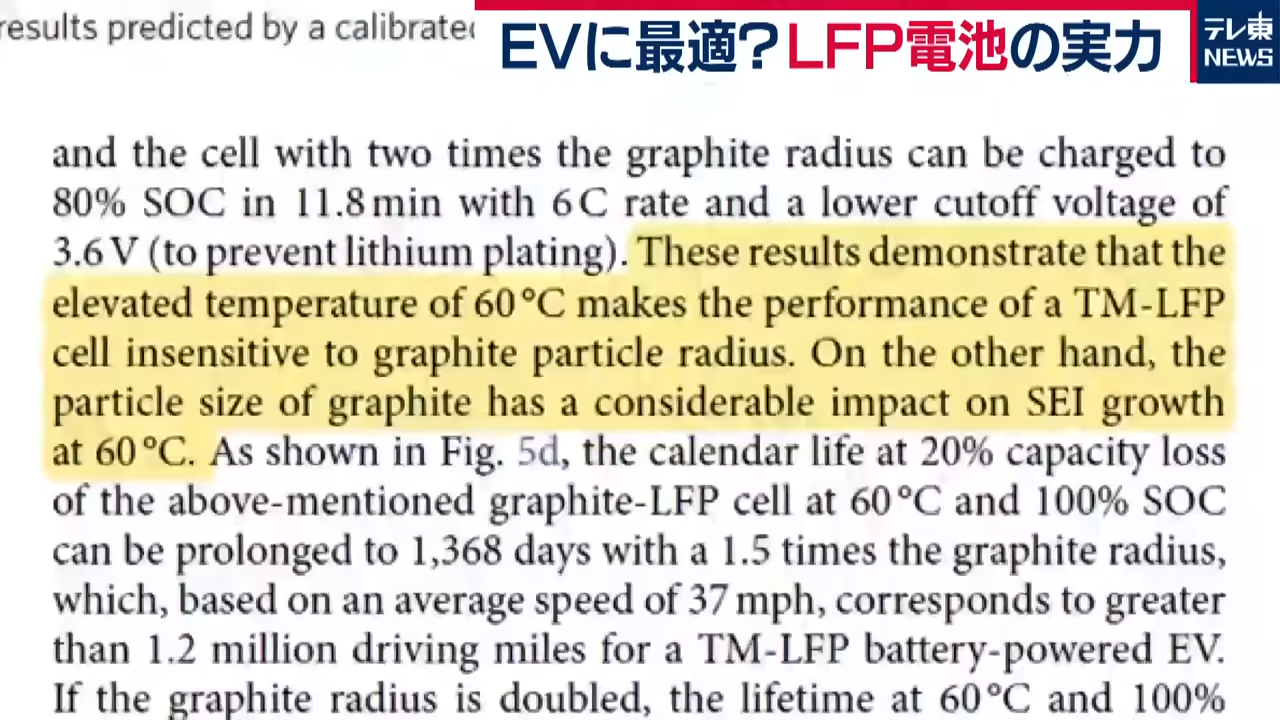 results predicted by a calibrated
EVに最適?LFP電池の実力
テレ東
NEWS
and the cell with two times the graphite radius can be charged to
80% SOC in 11.8 min with 6 C rate and a lower cutoff voltage of
3.6 V (to prevent lithium plating). These results demonstrate that the
elevated temperature of 60 °C makes the performance of a TM-LFP
cell insensitive to graphite particle radius. On the other hand, the
particle size of graphite has a considerable impact on SEI growth
at 60 °C. As shown in Fig. 5d, the calendar life at 20% capacity loss
of the above-mentioned graphite-LFP cell at 60 °C and 100% SOC
can be prolonged to 1,368 days with a 1.5 times the graphite radius,
which, based on an average speed of 37 mph, corresponds to greater
than 1.2 million driving miles for a TM-LFP battery-powered EV.
If the graphite radius is doubled, the lifetime at 60 °C and 100%